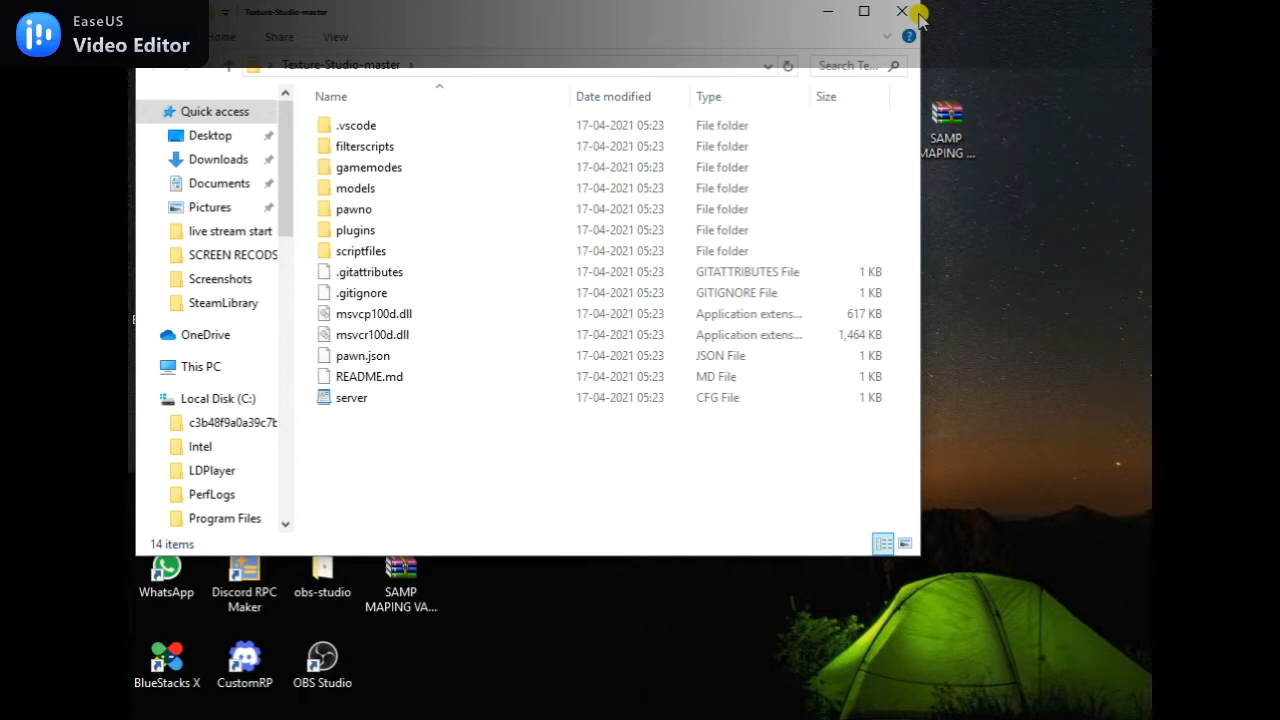 EaseUS
Video Editor
Texture-Studio-master
Home Share View
Texture-Studio-master
Search Te...
Name Date modified Type Size
Quick access
Desktop
Downloads
Documents
Pictures
live stream start
SCREEN RECODS
Screenshots
SteamLibrary
OneDrive
This PC
Local Disk (C:)
c3b48f9a0a39c7b
Intel
LDPlayer
PerfLogs
Program Files
.vscode 17-04-2021 05:23 File folder
filterscripts 17-04-2021 05:23 File folder
gamemodes 17-04-2021 05:23 File folder
models 17-04-2021 05:23 File folder
pawno 17-04-2021 05:23 File folder
plugins 17-04-2021 05:23 File folder
scriptfiles 17-04-2021 05:23 File folder
.gitattributes 17-04-2021 05:23 GITATTRIBUTES File 1 KB
.gitignore 17-04-2021 05:23 GITIGNORE File 1 KB
msvcp100d.dll 17-04-2021 05:23 Application extens... 617 KB
msvcr100d.dll 17-04-2021 05:23 Application extens... 1,464 KB
pawn.json 17-04-2021 05:23 JSON File 1 KB
README.md 17-04-2021 05:23 MD File 1 KB
server 17-04-2021 05:23 CFG File 1 KB
14 items
SAMP
MAPING ...
WhatsApp
Discord RPC
Maker
obs-studio
SAMP
MAPING VA...
BlueStacks X
CustomRP
OBS Studio